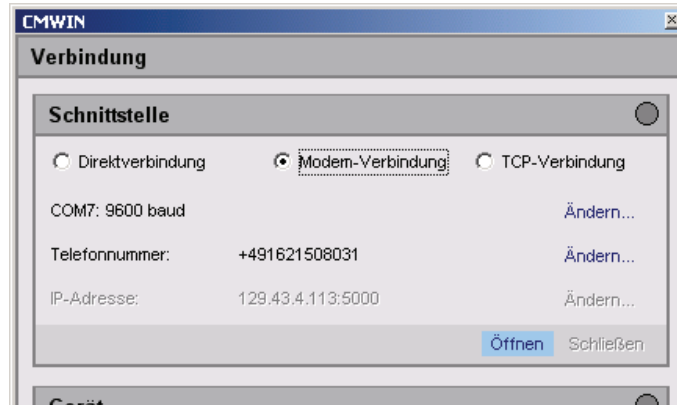 CMWIN
Verbindung
Schnittstelle
Direktverbindung Modem-Verbindung TCP-Verbindung
COM7: 9600 baud Ändern...
Telefonnummer: +491621508031 Ändern...
IP-Adresse: 129.43.4.113:5000 Ändern...
Öffnen Schließen
Gerät